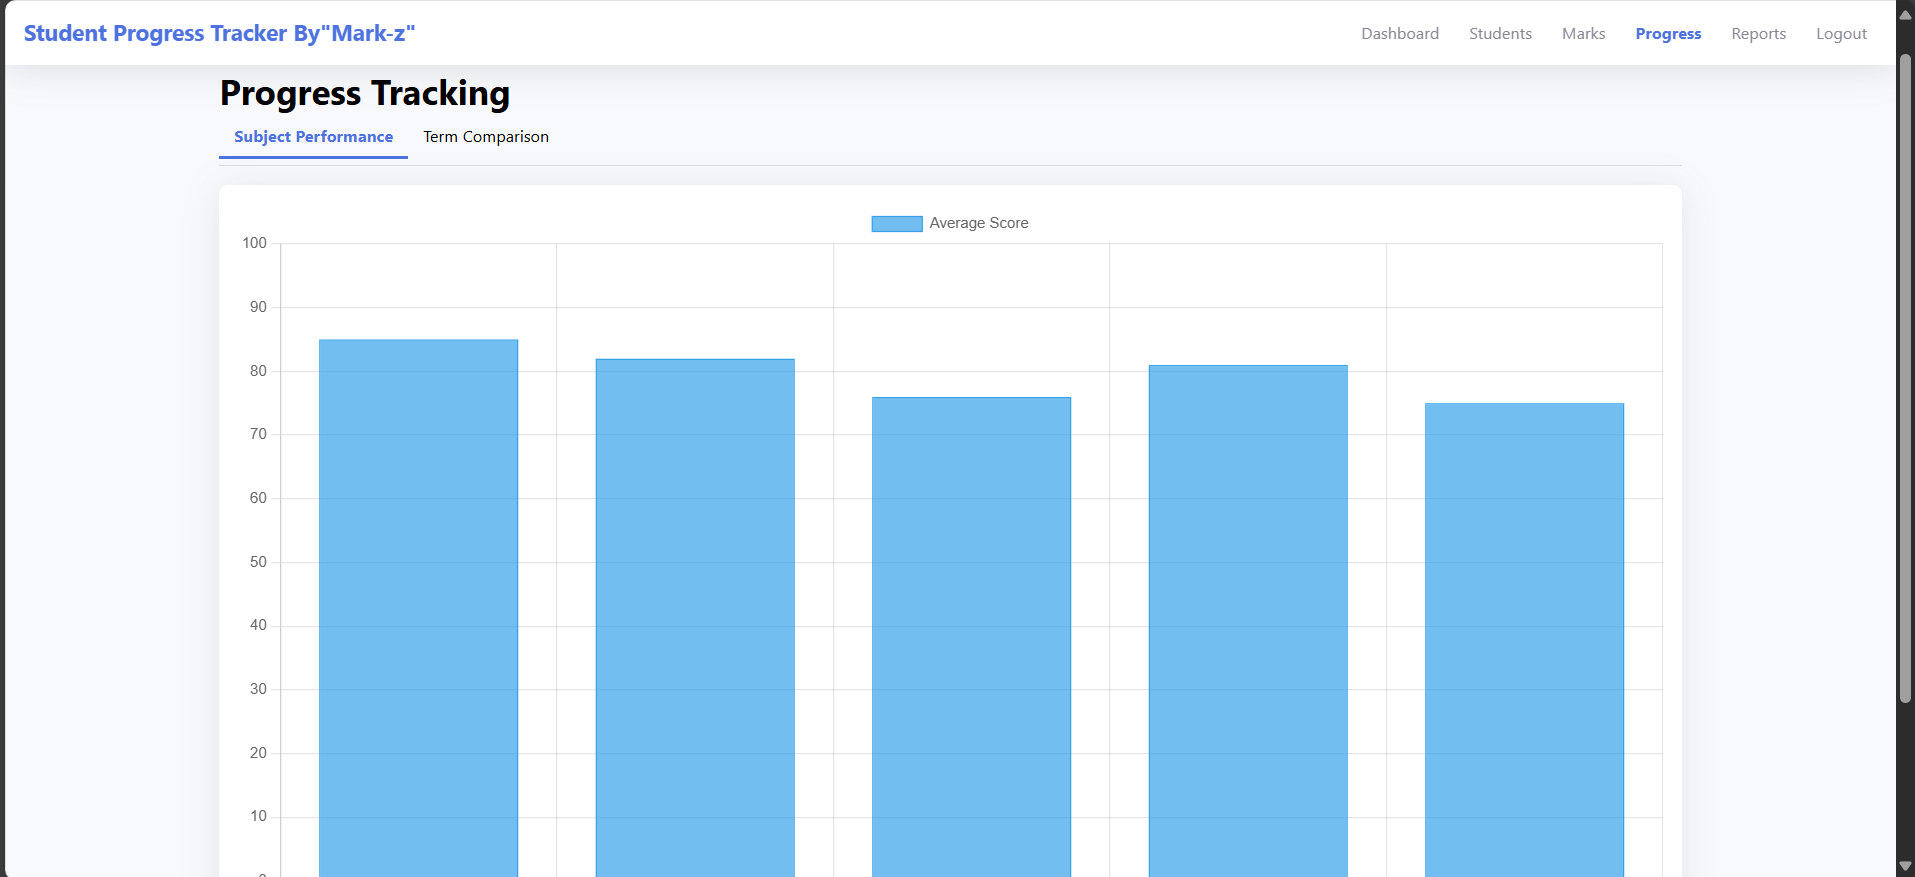 Student Progress Tracker By"Mark-z"
Dashboard Students Marks Progress Reports Logout
Progress Tracking
Subject Performance Term Comparison
Average Score
100
90
80
70
60
50
40
30
20
10